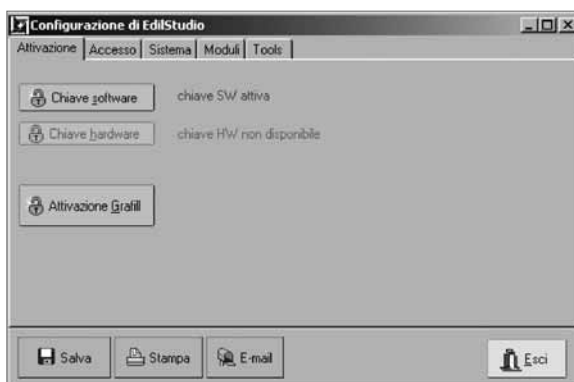 Configurazione di EdilStudio
Attivazione Accesso Sistema Moduli Tools
Chiave software chiave SW attiva
Chiave hardware chiave HW non disponibile
Attivazione Grafill
Salva Stampa E-mail Esci